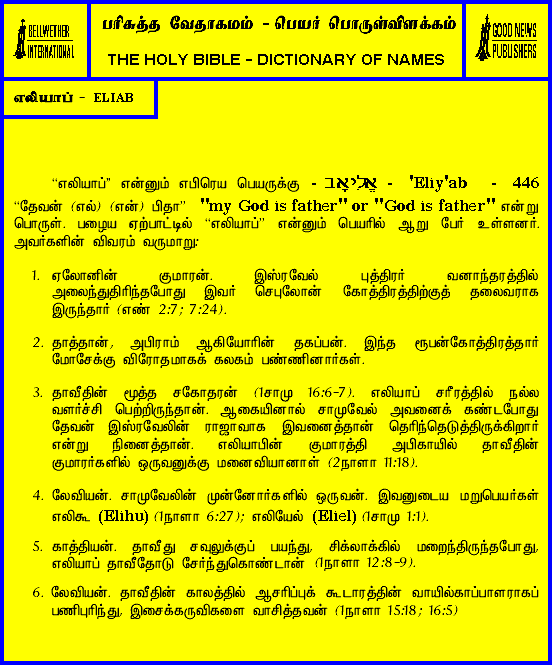 BELLWETHER
INTERNATIONAL
பரிசுத்த வேதாகமம் - பெயர் பொருள்விளக்கம்
THE HOLY BIBLE - DICTIONARY OF NAMES
GOOD NEWS
PUBLISHERS
எலியாப் - ELIAB
“எலியாப்” என்னும் எபிரெய பெயருக்கு - אֱלִיאָב - 'Eliy'ab - 446
“தேவன் (எல்) (என்) பிதா” "my God is father" or "God is father" என்று
பொருள். பழைய ஏற்பாட்டில் “எலியாப்” என்னும் பெயரில் ஆறு பேர் உள்ளனர்.
அவர்களின் விவரம் வருமாறு:
1. ஏலோனின் குமாரன். இஸ்ரவேல் புத்திரர் வனாந்தரத்தில்
அலைந்துதிரிந்தபோது இவர் செபுலோன் கோத்திரத்திற்குத் தலைவராக
இருந்தார் (எண் 2:7; 7:24).
2. தாத்தான், அபிராம் ஆகியோரின் தகப்பன். இந்த ரூபன்கோத்திரத்தார்
மோசேக்கு விரோதமாகக் கலகம் பண்ணினார்கள்.
3. தாவீதின் மூத்த சகோதரன் (1சாமு 16:6-7). எலியாப் சரீரத்தில் நல்ல
வளர்ச்சி பெற்றிருந்தான். ஆகையினால் சாமுவேல் அவனைக் கண்டபோது
தேவன் இஸ்ரவேலின் ராஜாவாக இவனைத்தான் தெரிந்தெடுத்திருக்கிறார்
என்று நினைத்தான். எலியாபின் குமாரத்தி அபிகாயில் தாவீதின்
குமாரர்களில் ஒருவனுக்கு மனைவியானாள் (2நாளா 11:18).
4. லேவியன். சாமுவேலின் முன்னோர்களில் ஒருவன். இவனுடைய மறுபெயர்கள்
எலிகூ (Elihu) (1நாளா 6:27); எலியேல் (Eliel) (1சாமு 1:1).
5. காத்தியன். தாவீது சவுலுக்குப் பயந்து, சிக்லாக்கில் மறைந்திருந்தபோது,
எலியாப் தாவீதோடு சேர்ந்துகொண்டான் (1நாளா 12:8-9).
6. லேவியன். தாவீதின் காலத்தில் ஆசரிப்புக் கூடாரத்தின் வாயில்காப்பாளராகப்
பணிபுரிந்து, இசைக்கருவிகளை வாசித்தவன் (1நாளா 15:18; 16:5)